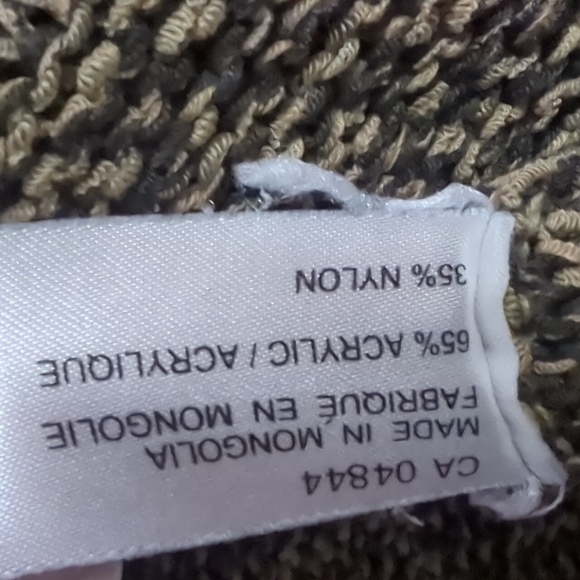 CA 04844
MADE IN MONGOLIA
FABRIQUÉ EN MONGOLIE
65% ACRYLIC / ACRYLIQUE
35% NYLON